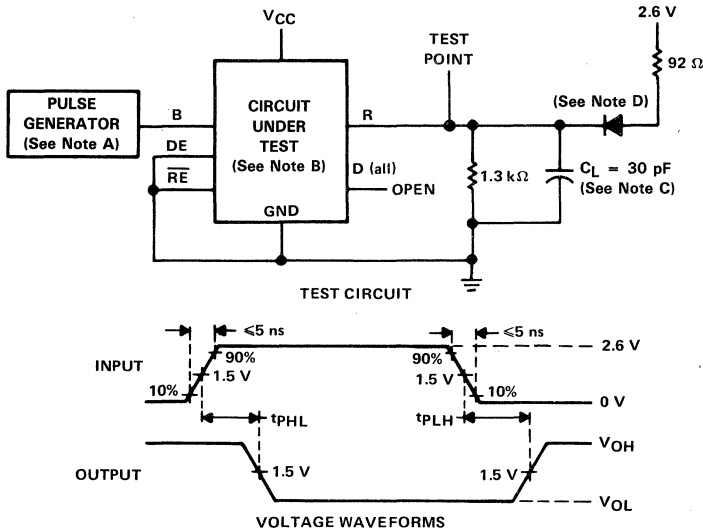 VCC
2.6 V
TEST
POINT
92 Ω
PULSE
GENERATOR
(See Note A)
B
CIRCUIT
UNDER
TEST
(See Note B)
R
(See Note D)
DE
RE
D (all)
OPEN
1.3 kΩ
CL = 30 pF
(See Note C)
GND
TEST CIRCUIT
≤5 ns
≤5 ns
INPUT
90%
90%
2.6 V
1.5 V
1.5 V
10%
10%
0 V
tPHL
tPLH
VOH
OUTPUT
1.5 V
1.5 V
VOL
VOLTAGE WAVEFORMS